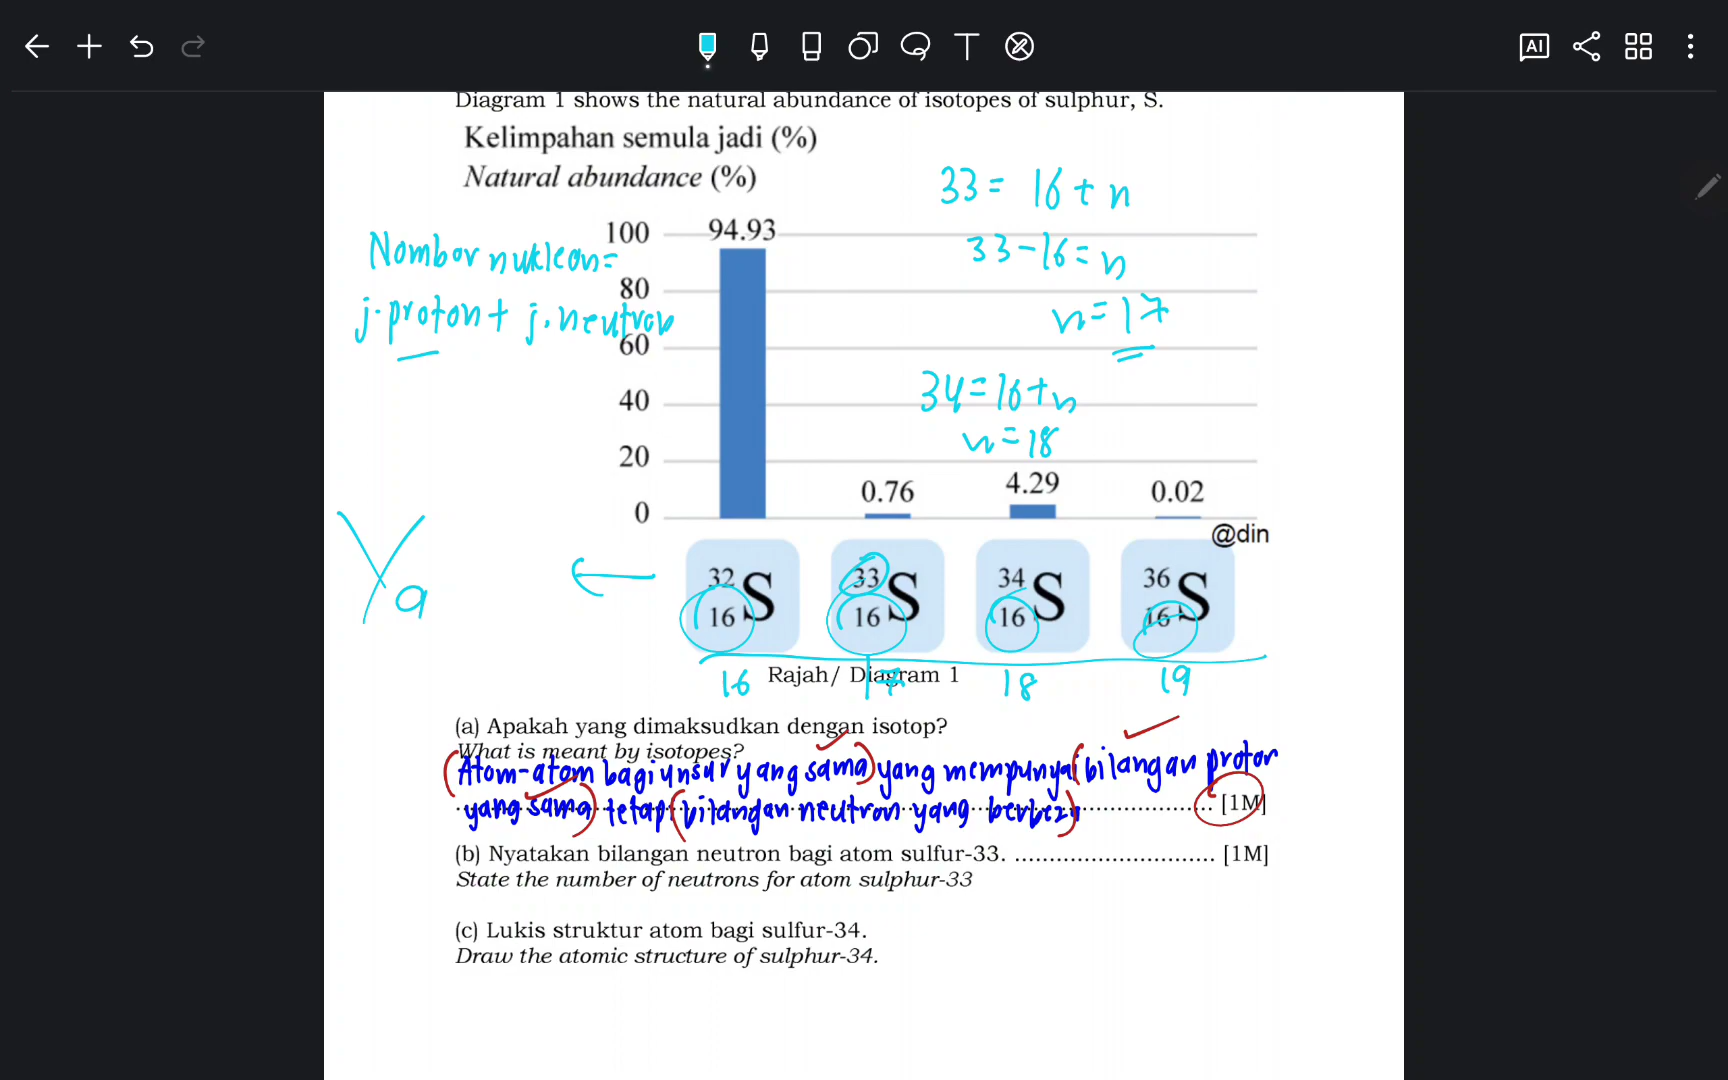 AI
Diagram 1 shows the natural abundance of isotopes of sulphur, S.
Kelimpahan semula jadi (%)
Natural abundance (%)
33 = 16 + n
33 - 16 = n
n = 17
34 = 16 + n
n = 18
Nombor nukleon =
j. proton + j. neutron
100
80
60
40
20
0
94.93
0.76
4.29
0.02
@din
32 16 S
33 16 S
34 16 S
36 16 S
16 17 18 19
Rajah/ Diagram 1
(a) Apakah yang dimaksudkan dengan isotop?
What is meant by isotopes?
(Atom-atom bagi unsur yang sama) yang mempunyai (bilangan proton
yang sama) tetapi (bilangan neutron yang berbeza) [1M]
(b) Nyatakan bilangan neutron bagi atom sulfur-33. ............................ [1M]
State the number of neutrons for atom sulphur-33
(c) Lukis struktur atom bagi sulfur-34.
Draw the atomic structure of sulphur-34.